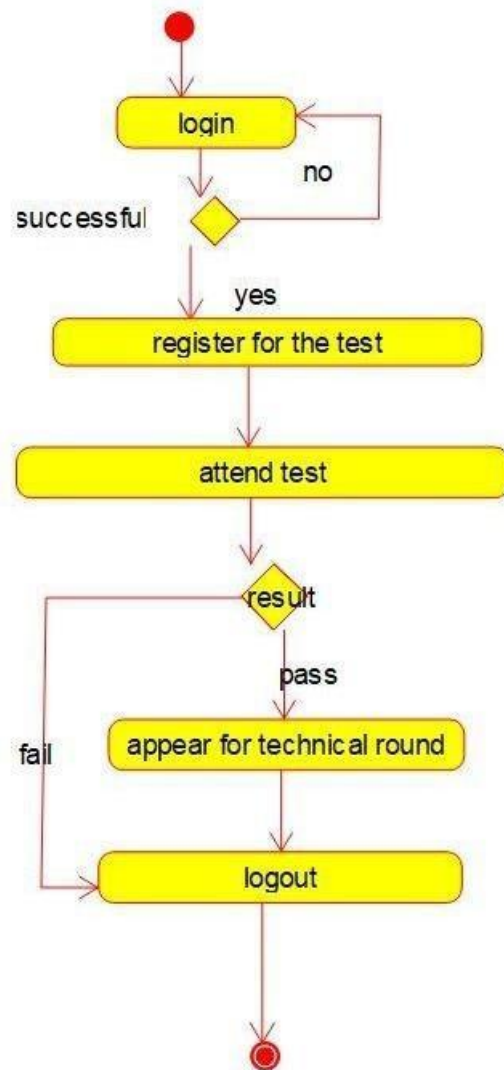 login
no
successful
yes
register for the test
attend test
result
pass
fail
appear for technical round
logout